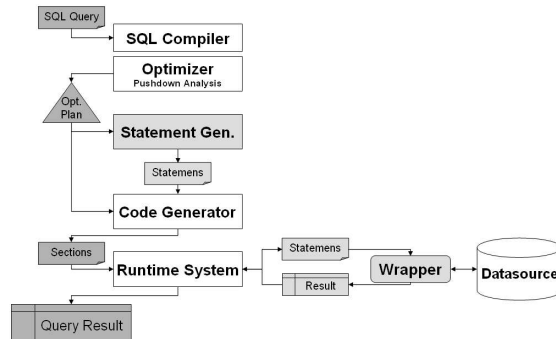 SQL Query
SQL Compiler
Optimizer
Pushdown Analysis
Opt.
Plan
Statement Gen.
Statemens
Code Generator
Sections
Runtime System
Statemens
Result
Wrapper
Datasource
Query Result